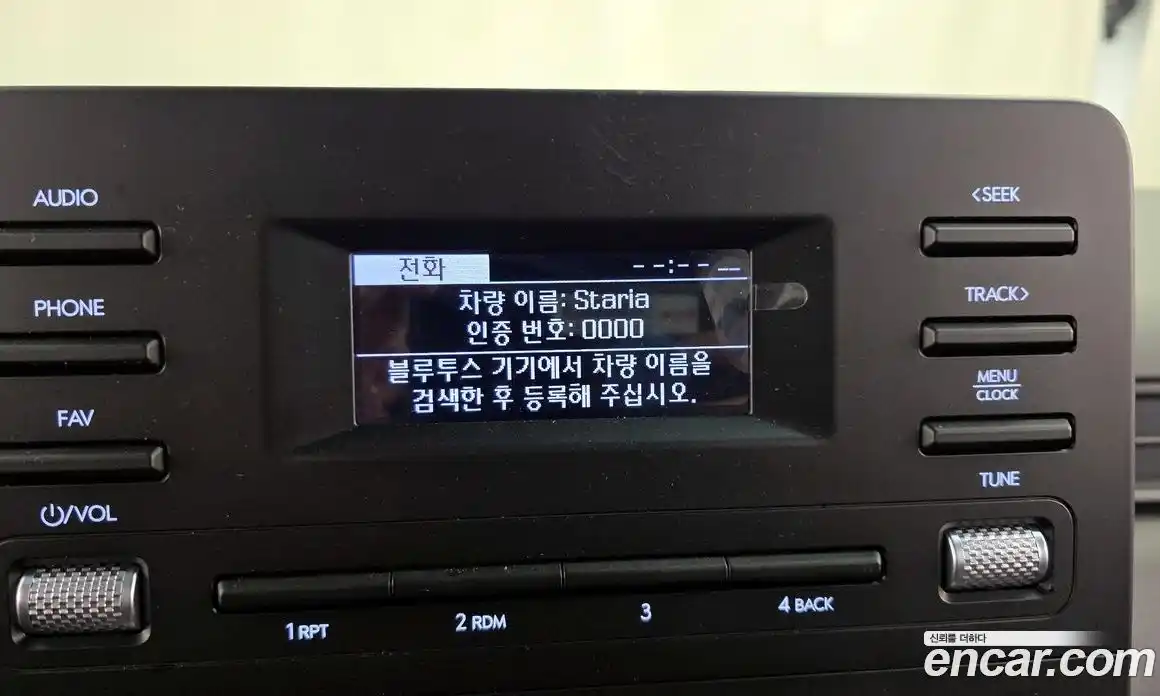 AUDIO
<SEEK
전화
--:-- --
차량 이름: Staria
인증 번호: 0000
블루투스 기기에서 차량 이름을
검색한 후 등록해 주십시오.
PHONE
TRACK>
MENU
CLOCK
FAV
TUNE
/VOL
1 RPT
2 RDM
3
4 BACK
신뢰를 더하다
encar.com